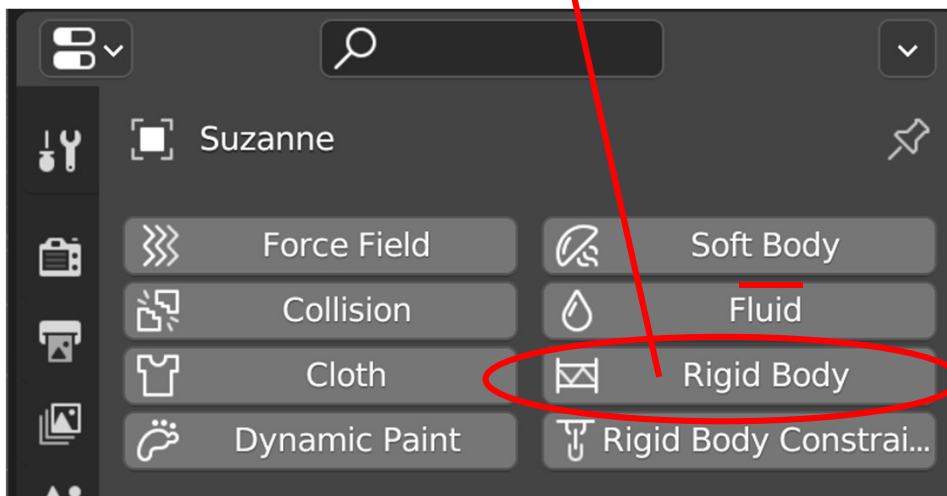 Suzanne
Force Field
Soft Body
Collision
Fluid
Cloth
Rigid Body
Dynamic Paint
Rigid Body Constrai...